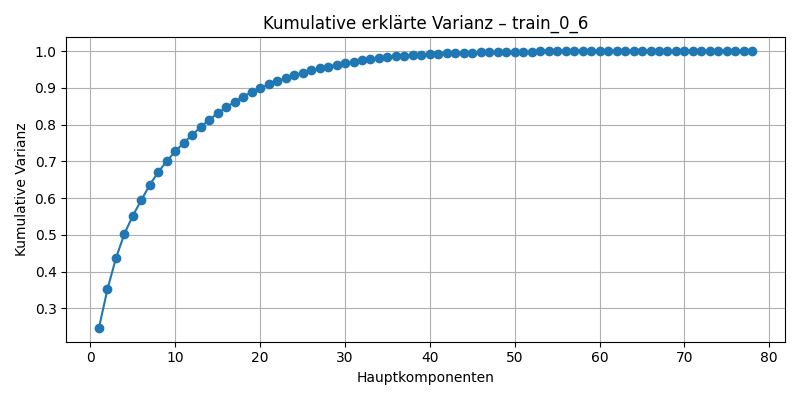 Kumulative erklärte Varianz – train_0_6
Kumulative Varianz
1.0
0.9
0.8
0.7
0.6
0.5
0.4
0.3
0 10 20 30 40 50 60 70 80
Hauptkomponenten